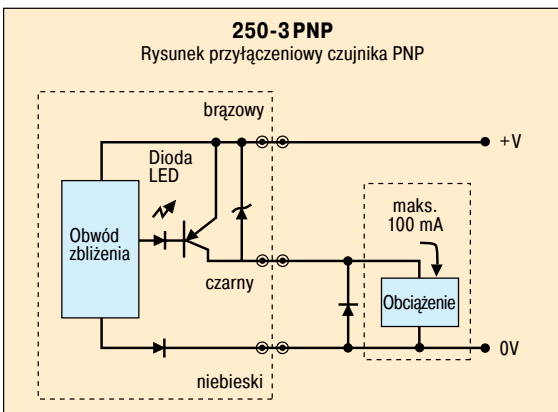 250-3 PNP
Rysunek przyłączeniowy czujnika PNP
brązowy
+V
Dioda
LED
maks.
100 mA
Obwód
zbliżenia
czarny
Obciążenie
0V
niebieski